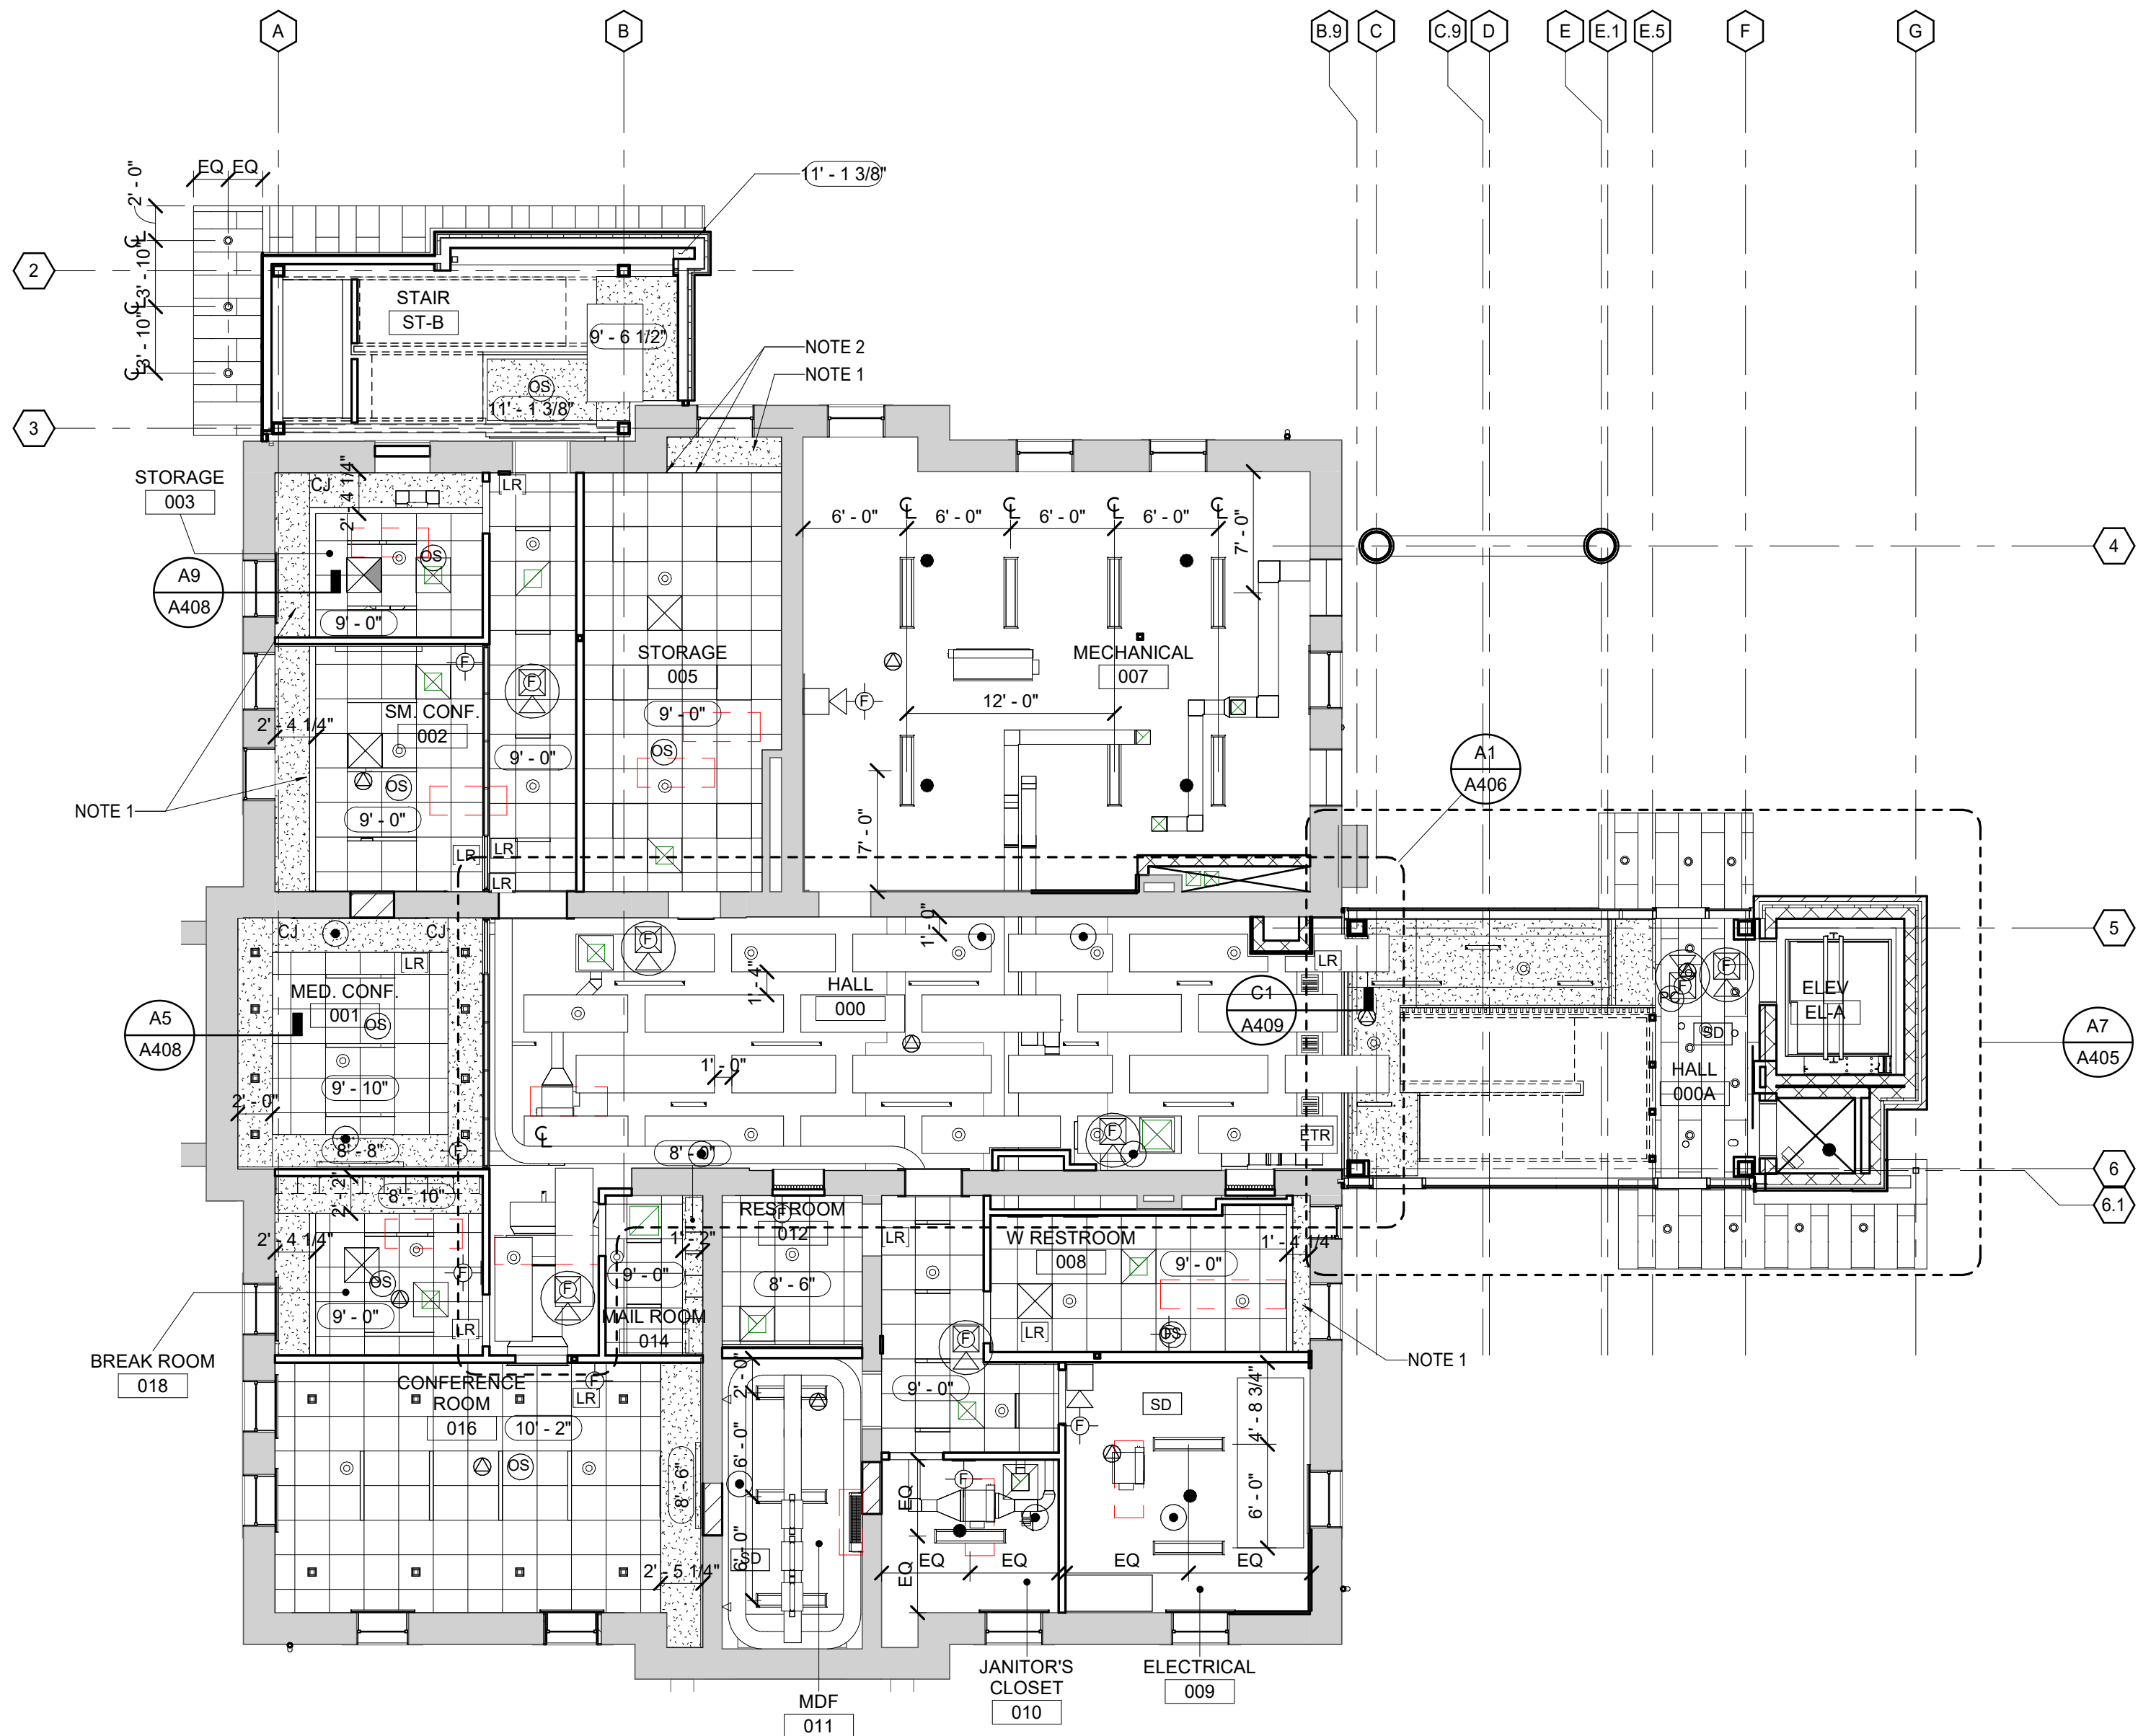 A
B
B.9
C
C.9
D
E
E.1
E.5
F
G
EQ
EQ
2' - 0"
11' - 1 3/8"
℄
3' - 10"
℄
3' - 10"
℄
2
STAIR
ST-B
9' - 6 1/2"
NOTE 2
NOTE 1
OS
11' - 1 3/8"
3
STORAGE
003
CJ
2' - 4 1/4"
LR
℄
℄
℄
℄
6' - 0"
6' - 0"
6' - 0"
6' - 0"
7' - 0"
4
OS
A9
A408
9' - 0"
STORAGE
005
9' - 0"
OS
MECHANICAL
007
F
F
F
12' - 0"
SM. CONF.
002
2' - 4 1/4"
9' - 0"
OS
9' - 0"
NOTE 1
A1
A406
7' - 0"
LR
LR
LR
CJ
CJ
LR
F
1' - 0"
5
MED. CONF.
001
OS
1' - 4"
HALL
000
LR
C1
A409
F
F
ELEV
EL-A
SD
A5
A408
A7
A405
9' - 10"
1' - 0"
HALL
000A
2' - 0"
℄
F
ETR
8' - 8"
F
8' - 0"
6
6.1
2' - 2"
8' - 10"
RESTROOM
012
F
LR
W RESTROOM
008
2' - 4 1/4"
1' - 2"
1' - 4 1/4"
F
9' - 0"
8' - 6"
9' - 0"
OS
F
9' - 0"
LR
MAIL ROOM
014
F
LR
OS
NOTE 1
BREAK ROOM
018
CONFERENCE
ROOM
016
10' - 2"
F
LR
2' - 0"
9' - 0"
SD
F
4' - 8 3/4"
OS
8' - 6"
6' - 0"
F
EQ
6' - 0"
2' - 5 1/4"
6' - 0"
SD
EQ
EQ
EQ
EQ
EQ
JANITOR'S
CLOSET
010
ELECTRICAL
009
MDF
011